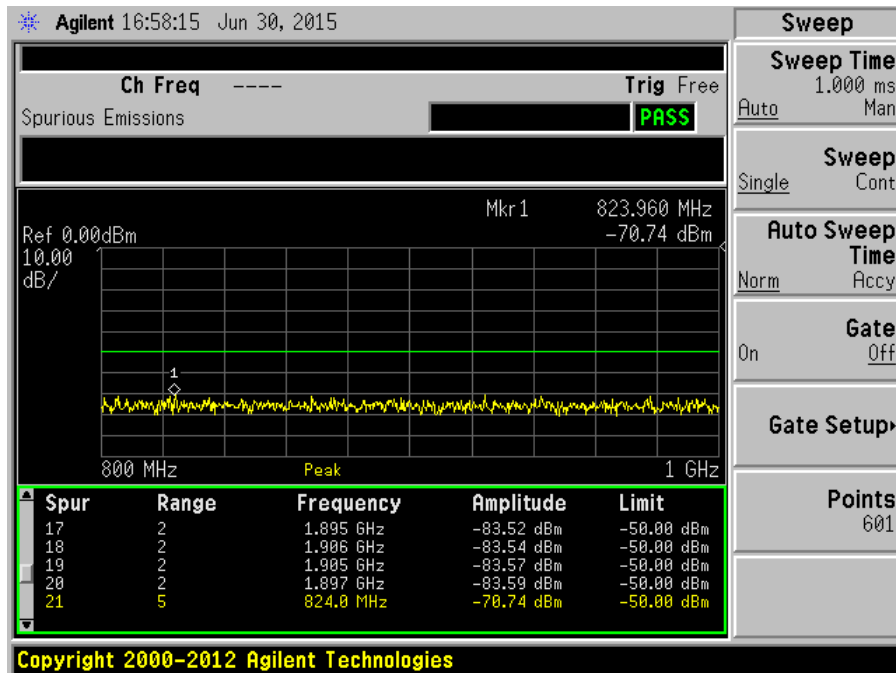 Agilent 16:58:15 Jun 30, 2015
Ch Freq ----
Trig Free
Spurious Emissions
PASS
Mkr1 823.960 MHz
Ref 0.00dBm
-70.74 dBm
10.00
dB/
1
800 MHz
Peak
1 GHz
Spur Range Frequency Amplitude Limit
17 2 1.895 GHz -83.52 dBm -50.00 dBm
18 2 1.906 GHz -83.54 dBm -50.00 dBm
19 2 1.905 GHz -83.57 dBm -50.00 dBm
20 2 1.897 GHz -83.59 dBm -50.00 dBm
21 5 824.0 MHz -70.74 dBm -50.00 dBm
Copyright 2000-2012 Agilent Technologies
Sweep
Sweep Time
1.000 ms
Auto Man
Sweep
Single Cont
Auto Sweep
Time
Norm Accy
Gate
On Off
Gate Setup
Points
601